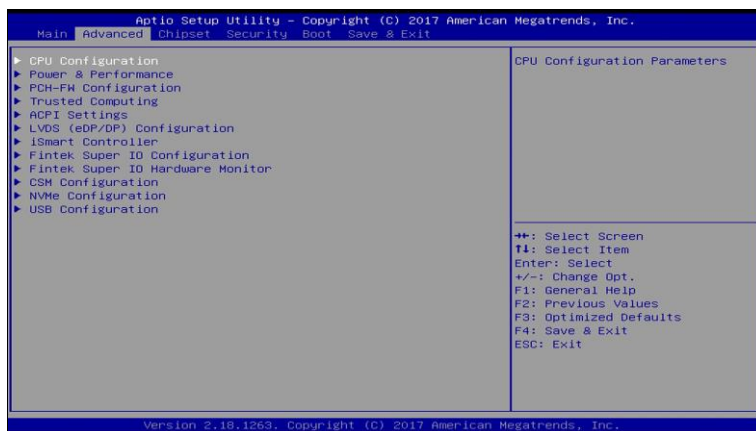 Aptio Setup Utility – Copyright (C) 2017 American Megatrends, Inc.
Main Advanced Chipset Security Boot Save & Exit
▶ CPU Configuration
▶ Power & Performance
▶ PCH-FW Configuration
▶ Trusted Computing
▶ ACPI Settings
▶ LVDS (eDP/DP) Configuration
▶ iSmart Controller
▶ Fintek Super IO Configuration
▶ Fintek Super IO Hardware Monitor
▶ CSM Configuration
▶ NVMe Configuration
▶ USB Configuration
CPU Configuration Parameters
→←: Select Screen
↑↓: Select Item
Enter: Select
+/-: Change Opt.
F1: General Help
F2: Previous Values
F3: Optimized Defaults
F4: Save & Exit
ESC: Exit
Version 2.18.1263. Copyright (C) 2017 American Megatrends, Inc.